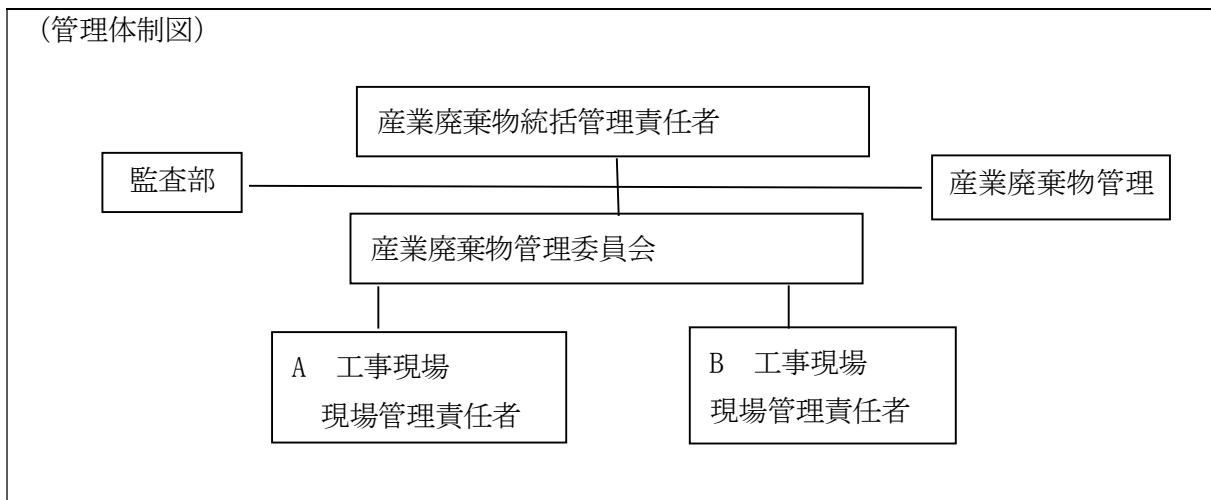 （管理体制図）
産業廃棄物統括管理責任者
監査部
産業廃棄物管理
産業廃棄物管理委員会
A　工事現場
現場管理責任者
B　工事現場
現場管理責任者